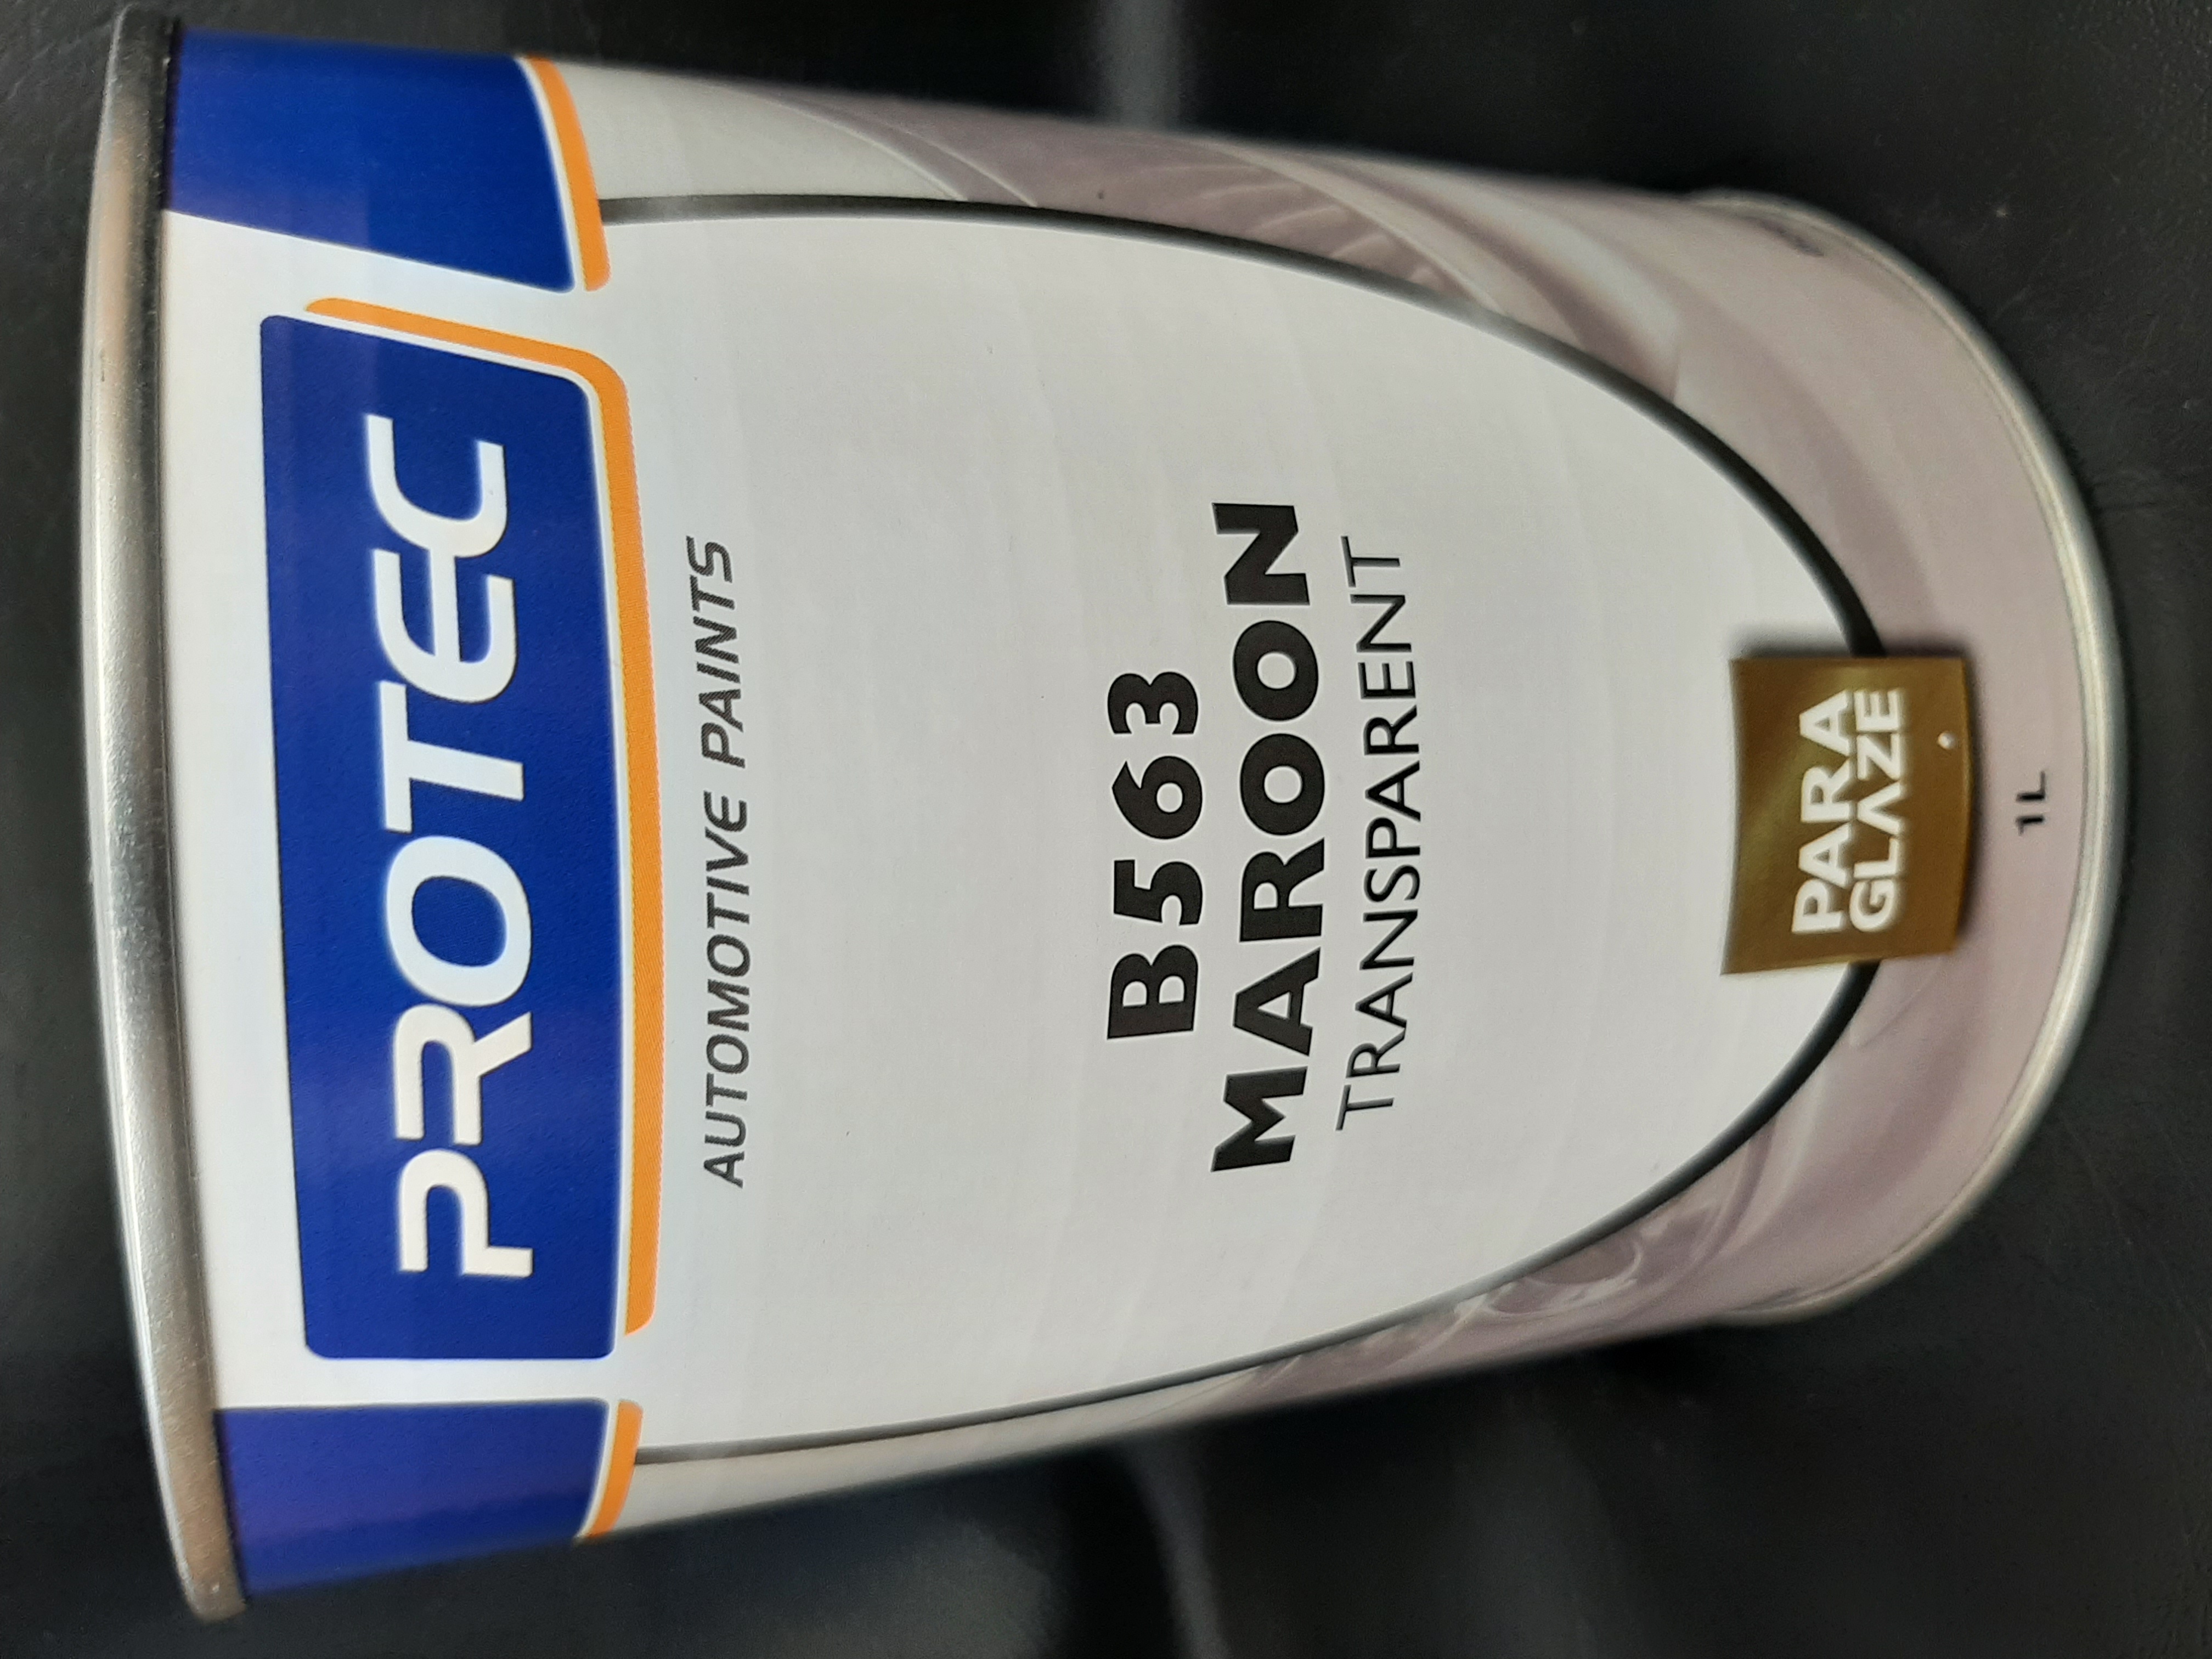 PROTEC
AUTOMOTIVE PAINTS
B563
MAROON
TRANSPARENT
PARA
GLAZE
1L